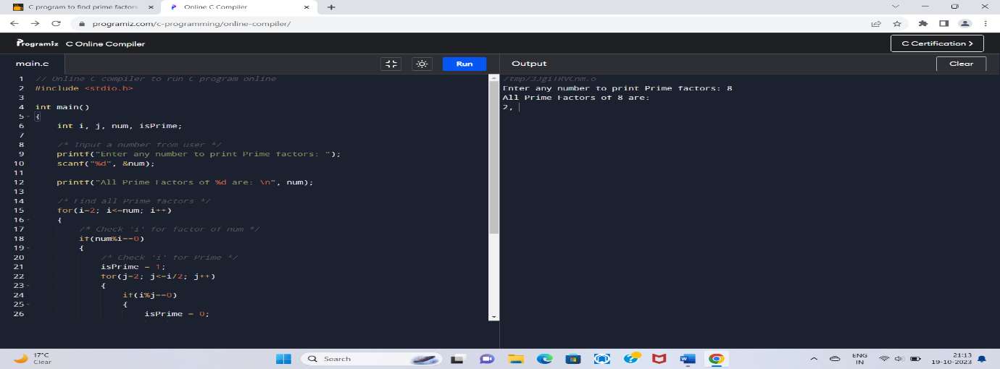 C program to find prime factors
Online C Compiler
programiz.com/c-programming/online-compiler/
Programiz C Online Compiler
C Certification >
main.c
Run
Output
Clear
1 // Online C compiler to run C program online
2 #include <stdio.h>
3
4 int main()
5 {
6 int i, j, num, isPrime;
7
8 /* Input a number from user */
9 printf("Enter any number to print Prime factors: ");
10 scanf("%d", &num);
11
12 printf("All Prime Factors of %d are: \n", num);
13
14 /* Find all Prime factors */
15 for(i=2; i<=num; i++)
16 {
17 /* Check 'i' for factor of num */
18 if(num%i==0)
19 {
20 /* Check 'i' for Prime */
21 isPrime = 1;
22 for(j=2; j<=i/2; j++)
23 {
24 if(i%j==0)
25 {
26 isPrime = 0;
Enter any number to print Prime factors: 8
All Prime Factors of 8 are:
2,
17°C
Clear
Search
ENG
IN
21:13
19-10-2023